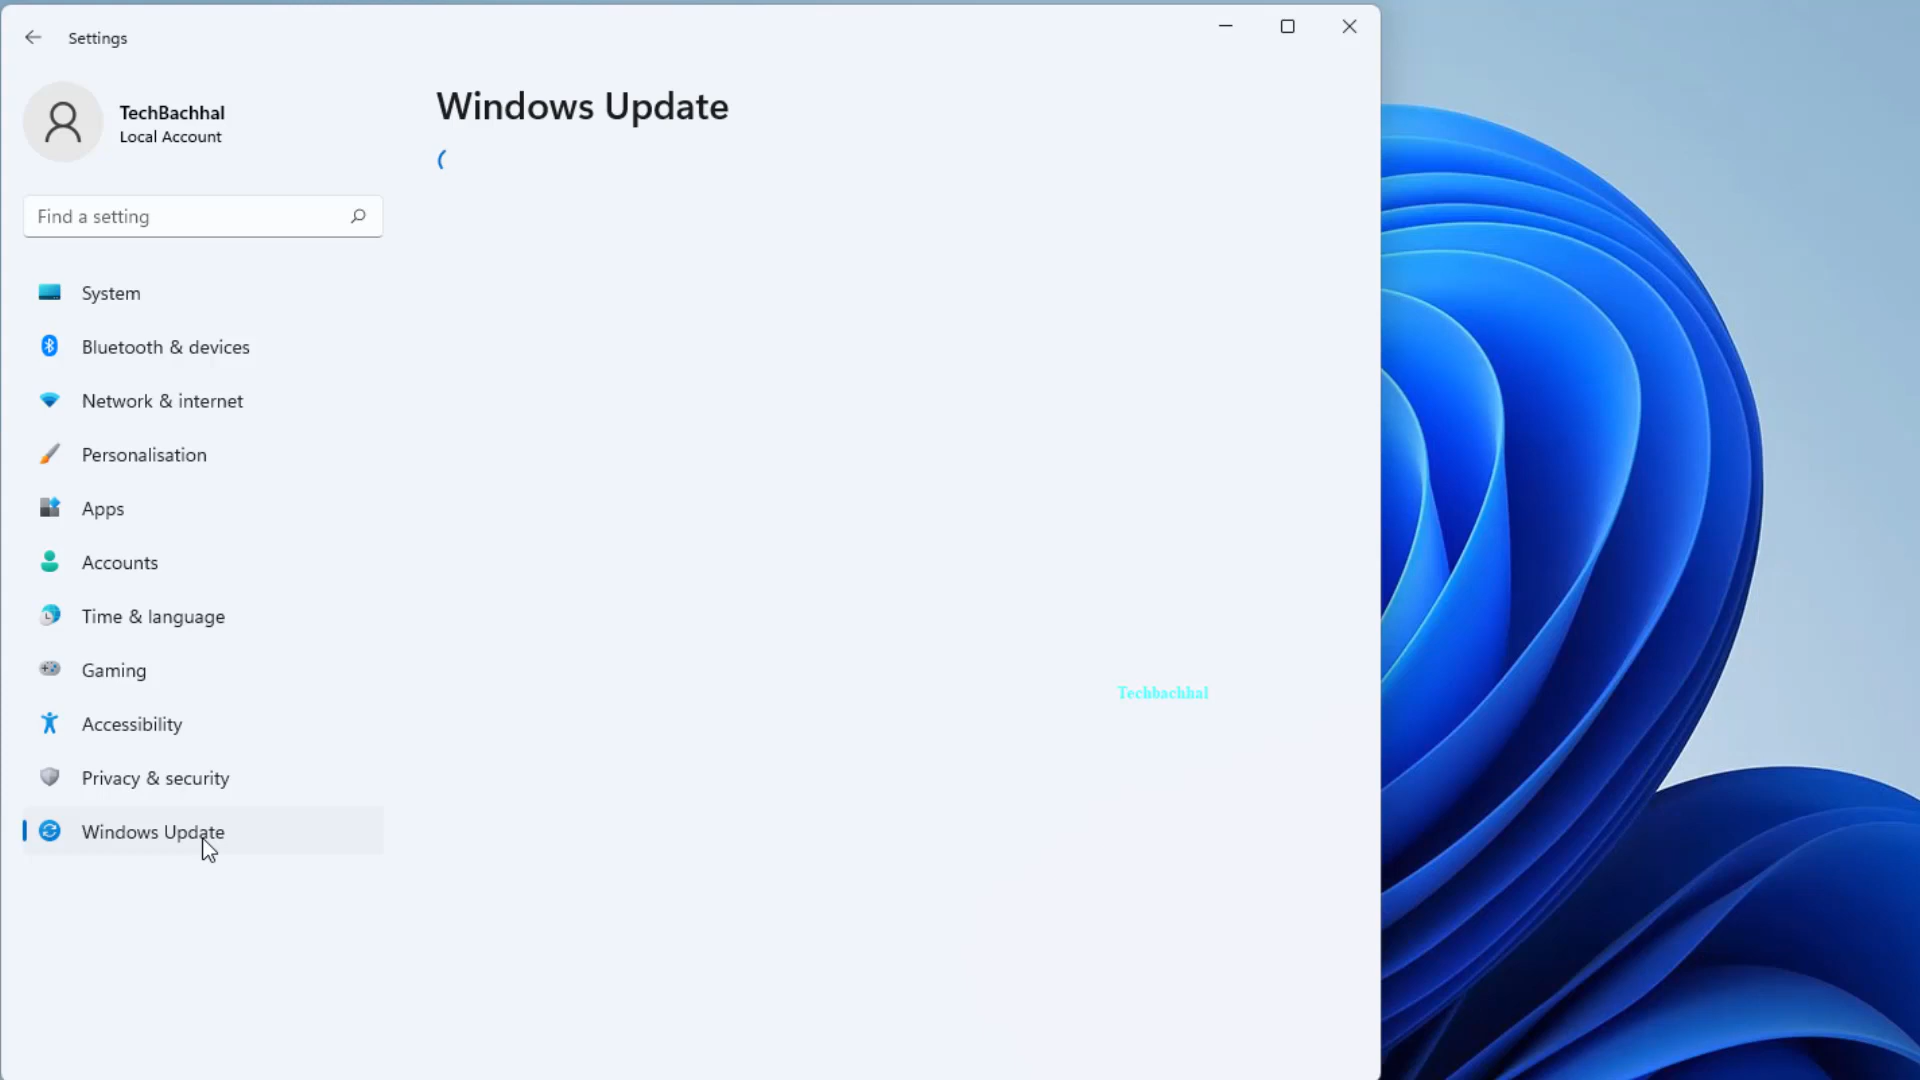 Settings
TechBachhal
Local Account
Find a setting
System
Bluetooth & devices
Network & internet
Personalisation
Apps
Accounts
Time & language
Gaming
Accessibility
Privacy & security
Windows Update
Windows Update
Techbachhal